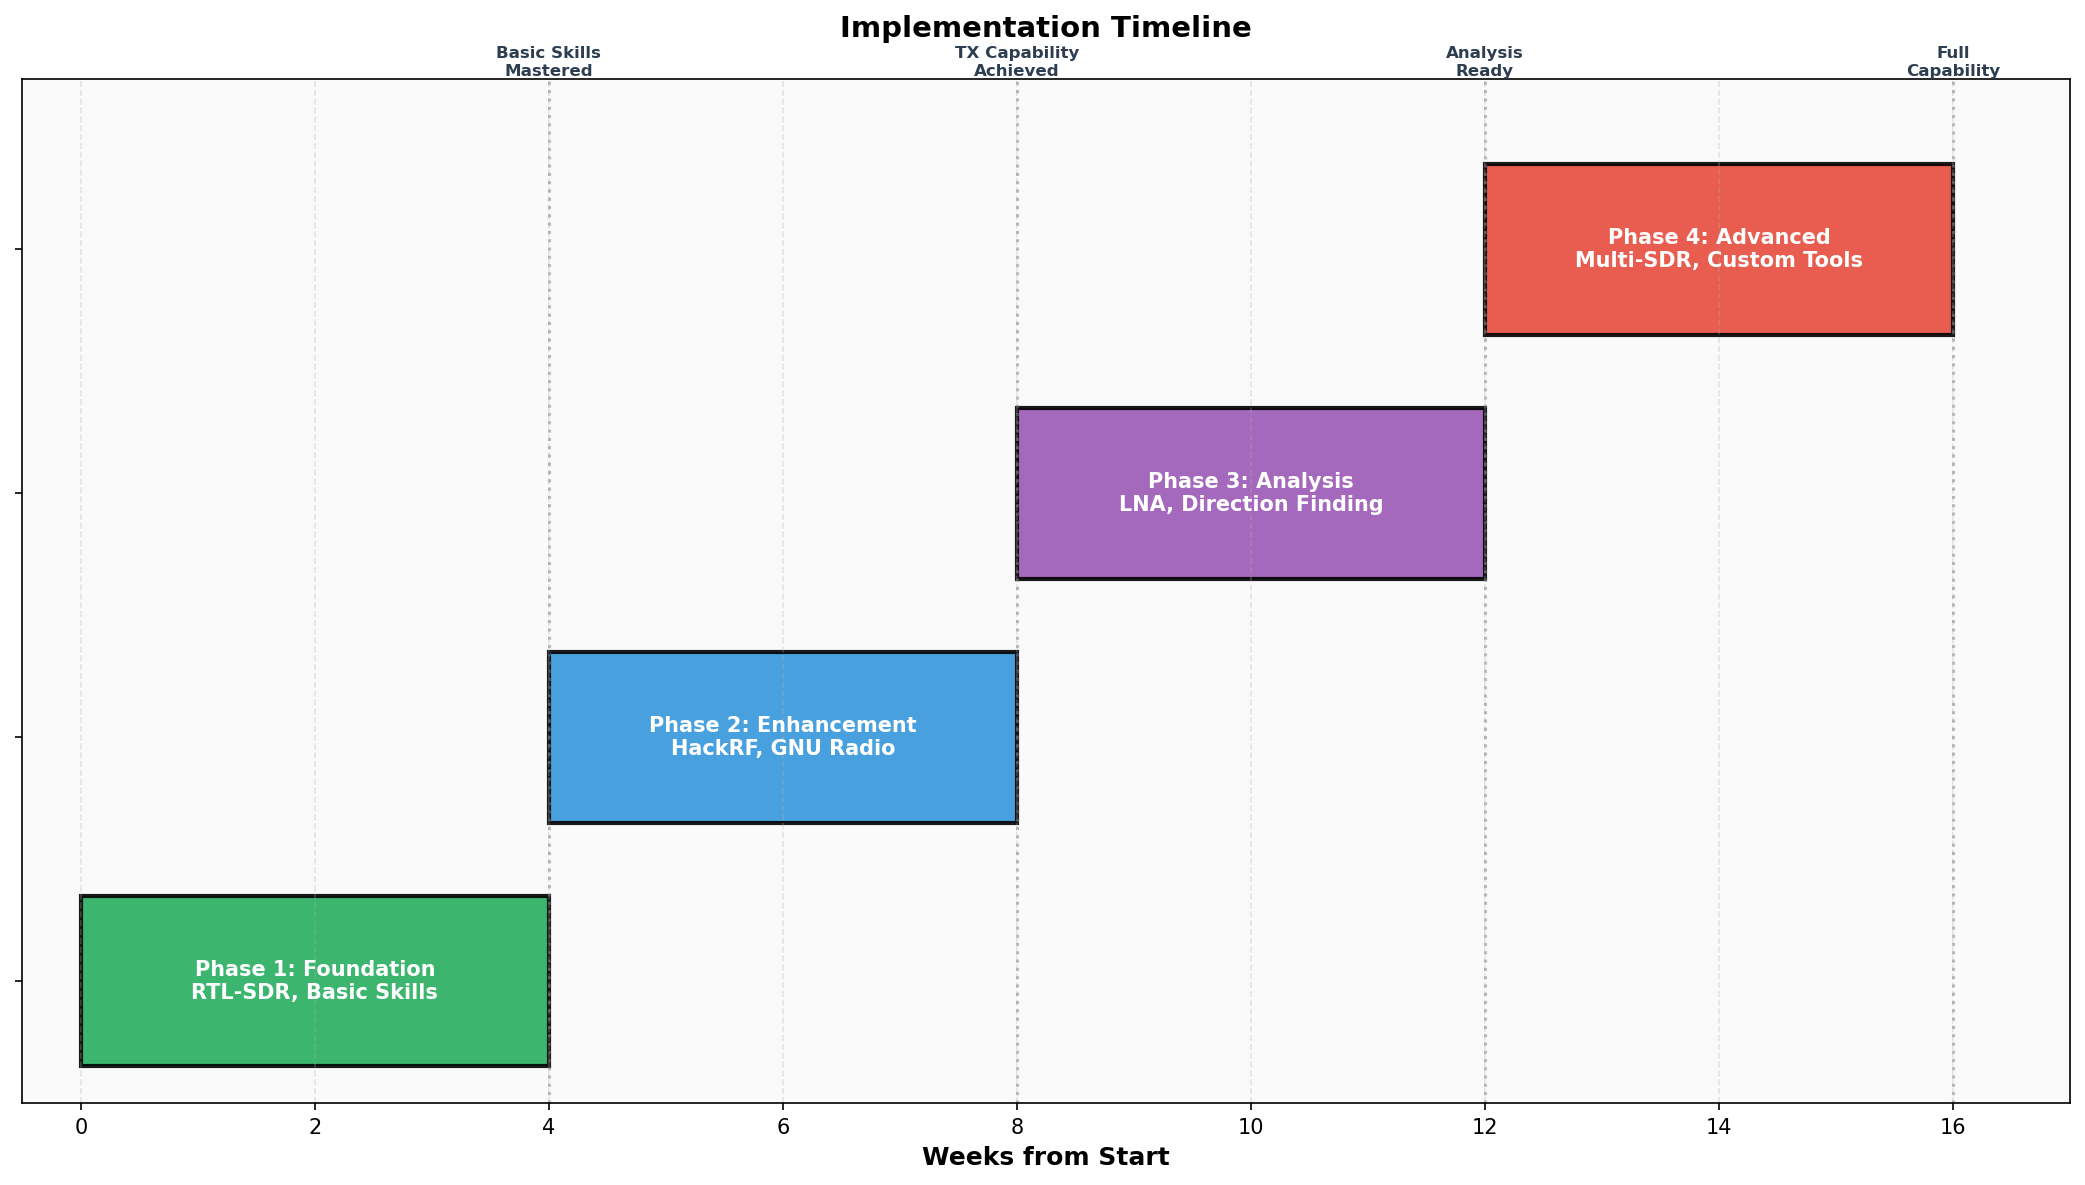 Implementation Timeline
Basic Skills
Mastered
TX Capability
Achieved
Analysis
Ready
Full
Capability
Phase 4: Advanced
Multi-SDR, Custom Tools
Phase 3: Analysis
LNA, Direction Finding
Phase 2: Enhancement
HackRF, GNU Radio
Phase 1: Foundation
RTL-SDR, Basic Skills
0 2 4 6 8 10 12 14 16
Weeks from Start